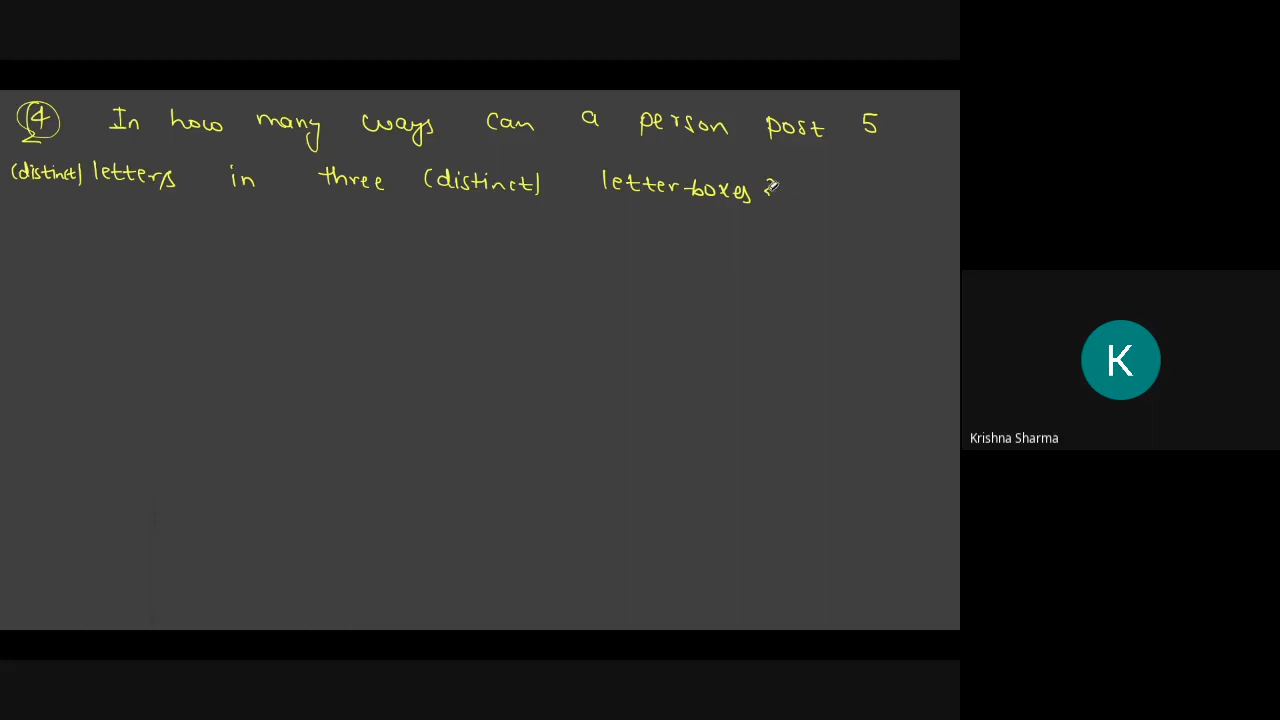 ④ In how many ways can a person post 5
(distinct) letters in three (distinct) letter-boxes?
K
Krishna Sharma